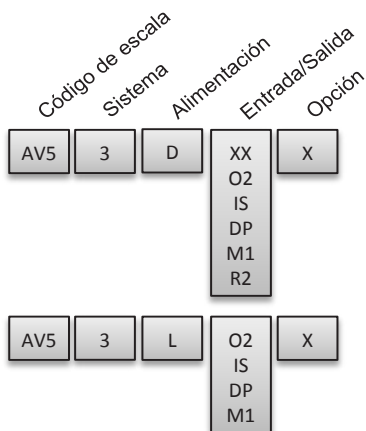 Código de escala
Sistema
Alimentación
Entrada/Salida
Opción
AV5 3 D XX X
O2
IS
DP
M1
R2
AV5 3 L O2 X
IS
DP
M1